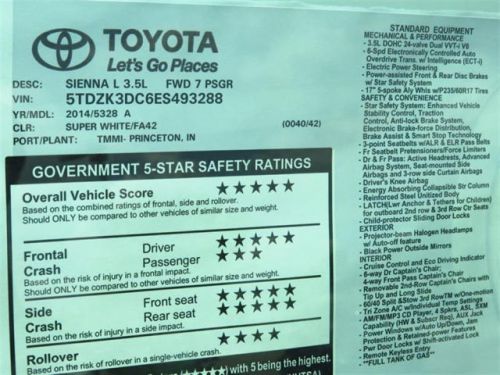 TOYOTA
Let's Go Places
DESC: SIENNA L 3.5L FWD 7 PSGR
VIN: 5TDZK3DC6ES493288
YR/MDL: 2014/5328 A
CLR: SUPER WHITE/FA42 (0040/42)
PORT/PLANT: TMMI- PRINCETON, IN
GOVERNMENT 5-STAR SAFETY RATINGS
Overall Vehicle Score ★★★★★
Based on the combined ratings of frontal, side and rollover.
Should ONLY be compared to other vehicles of similar size and weight.
Frontal Crash
Driver ★★★★★
Passenger ★★★
Based on risk of injury in a frontal impact.
Should ONLY be compared to other vehicles of similar size and weight.
Side Crash
Front seat ★★★★★
Rear seat ★★★★★
Based on the risk of injury in a side impact.
Rollover
Based on the risk of rollover in a single-vehicle crash.
with 5 being the highest.
STANDARD EQUIPMENT
MECHANICAL & PERFORMANCE
- 3.5L DOHC 24-valve Dual VVT-i V6
- 6-Spd Electronically Controlled Auto
Overdrive Trans. w/ Intelligence (ECT-i)
- Electric Power Steering
- Power-assisted Front & Rear Disc Brakes
w/ Star Safety System
- 17" 5-spoke Aly Whls w/P235/60R17 Tires
SAFETY & CONVENIENCE
- Star Safety System: Enhanced Vehicle
Stability Control, Traction
Control, Anti-lock Brake System,
Electronic Brake-force Distribution,
Brake Assist & Smart Stop Technology
- 3-point Seatbelts w/ALR & ELR Pass Belts
- Fr Seatbelt Pretensioners/Force Limiters
- Dr & Fr Pass: Active Headrests, Advanced
Airbag System, Seat-mounted Side
Airbags and 3-row side Curtain Airbags
- Driver's Knee Airbag
- Energy Absorbing Collapsible Str Column
- Reinforced Steel Unitized Body
- LATCH(Lwr Anchor & Tethers for Children)
for outboard 2nd row & 3rd Row Ctr Seats
- Child-protector Sliding Door Locks
EXTERIOR
- Projector-beam Halogen Headlamps
w/ Auto-off feature
- Black Power Outside Mirrors
INTERIOR
- Cruise Control and Eco Driving Indicator
- 6-way Dr Captain's Chair;
- 4-way Front Pass Captain's Chair
- Removable 2nd-Row Captain's Chairs with
Tip Up and Long Slide
- 60/40 Split &Stow 3rd RowTM w/One-motion
- Tri Zone A/C w/Individual Temp Settings
- AM/FM/MP3 CD Player, 4 Spkrs, ASL, SXM
Capability (HW & Subsc Req), AUX Jack
- Power Windows w/Auto Up/Down, Jam
Protection & Retained-Pwr
- Pwr Door Locks w/ Shift-activated Lock
- Remote Keyless Entry
**FULL TANK OF GAS**